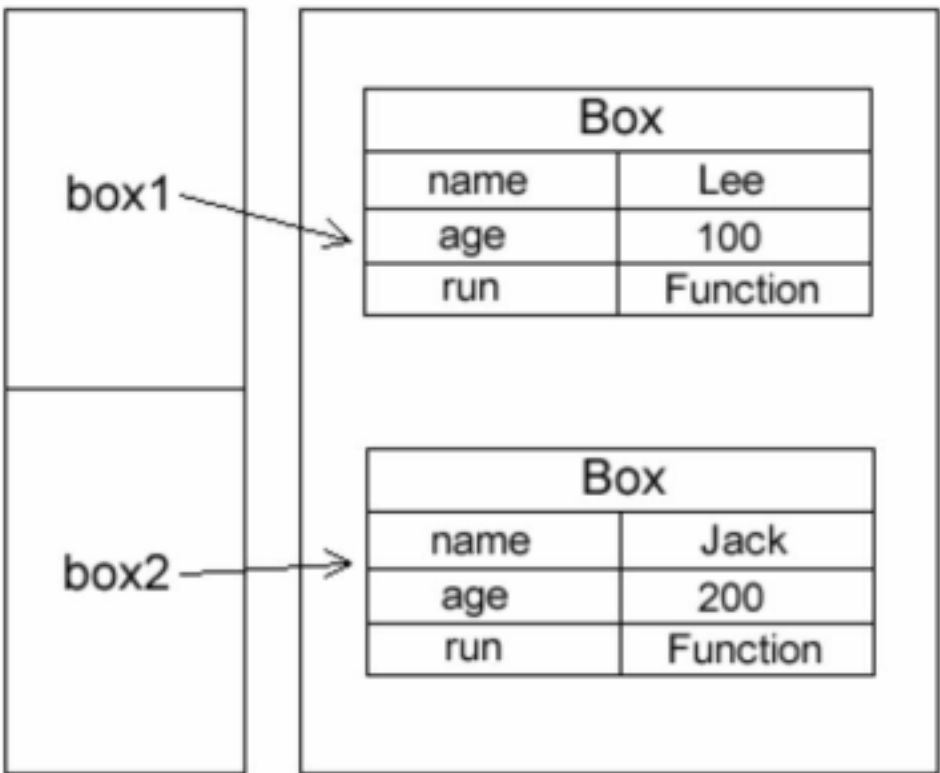 box1
Box
name Lee
age 100
run Function
box2
Box
name Jack
age 200
run Function